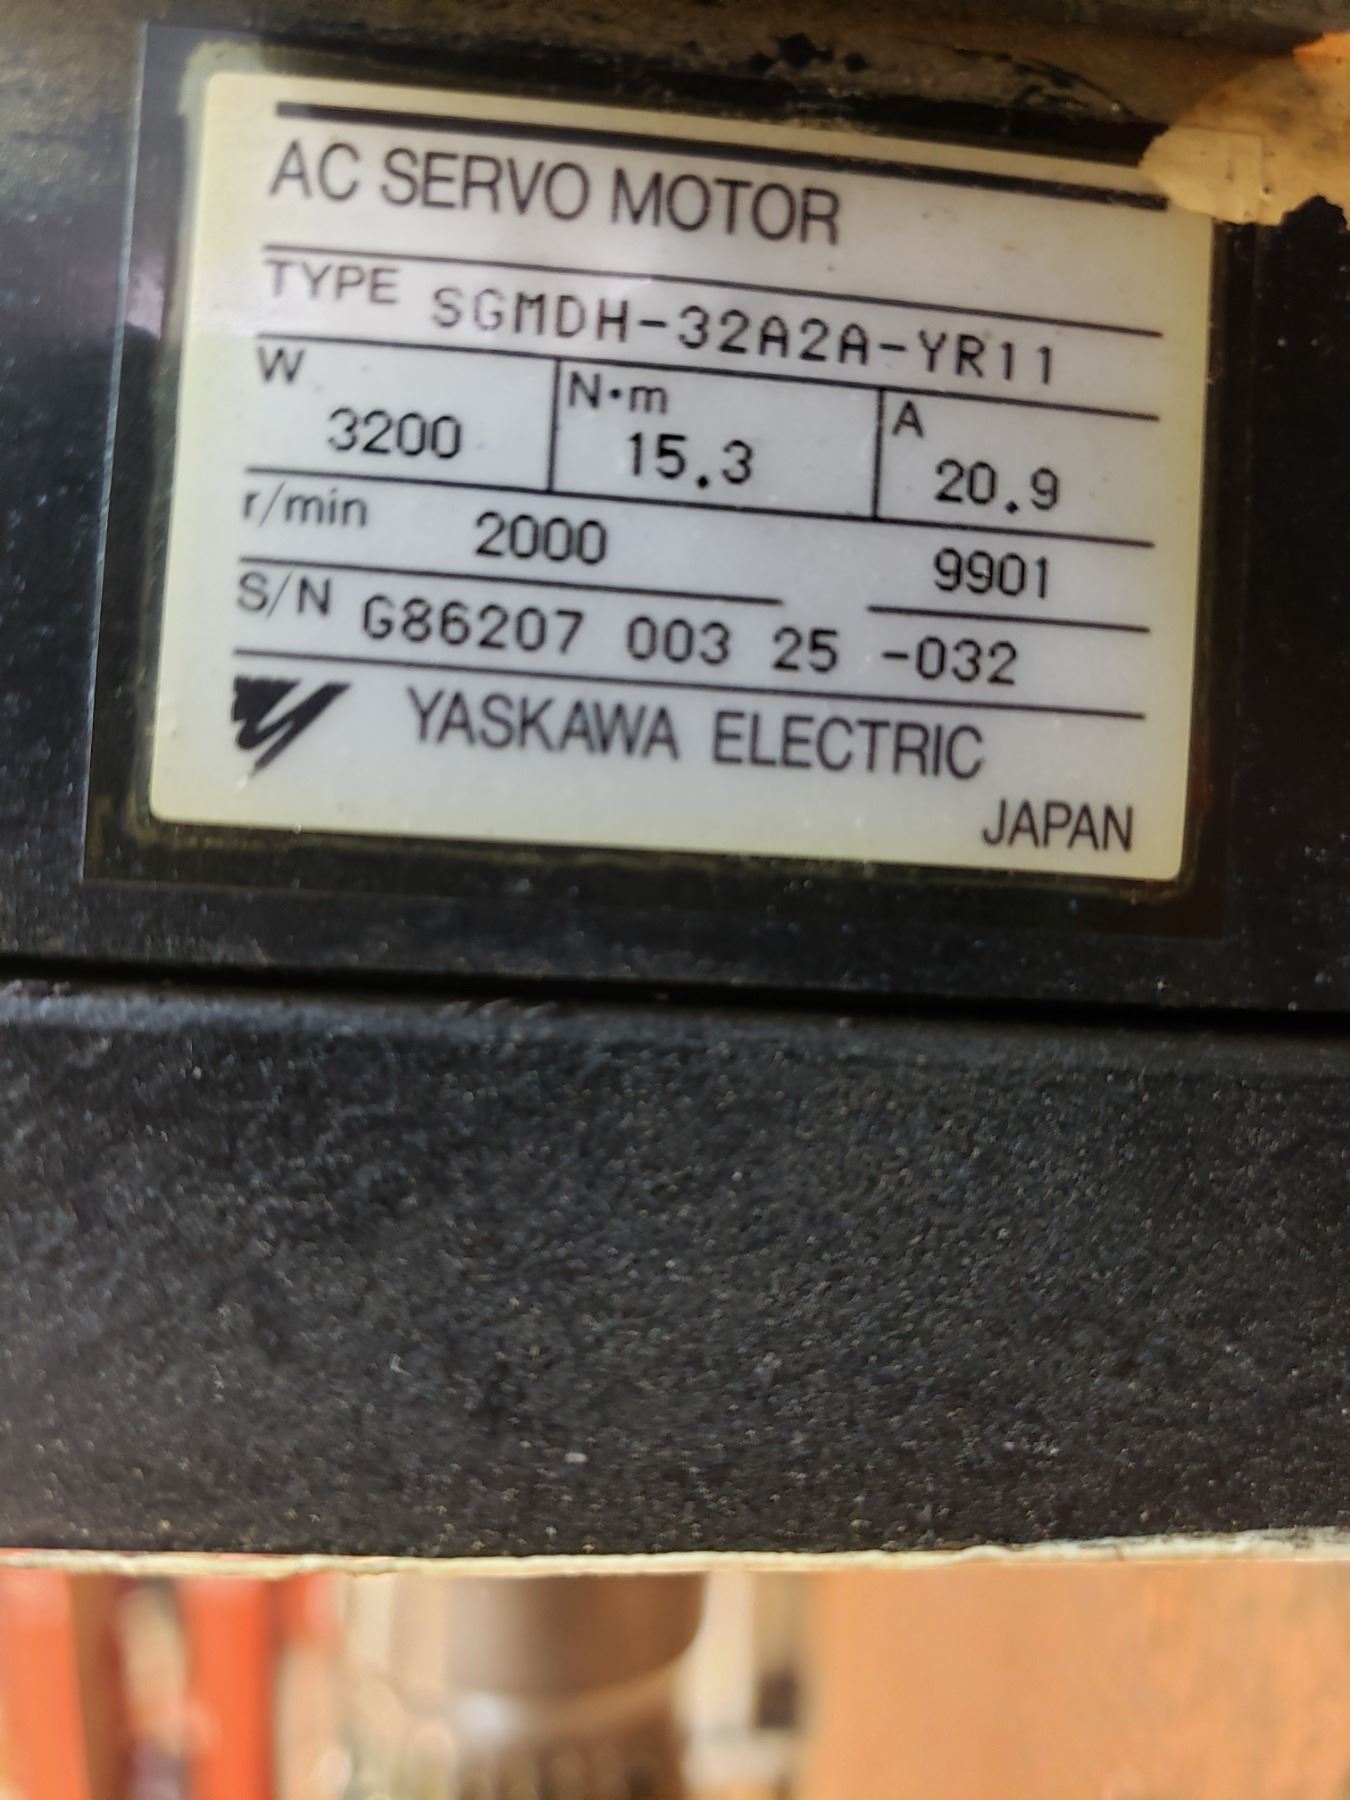 AC SERVO MOTOR
TYPE SGMDH-32A2A-YR11
W 3200 N·m 15.3 A 20.9
r/min 2000 9901
S/N G86207 003 25 -032
YASKAWA ELECTRIC
JAPAN